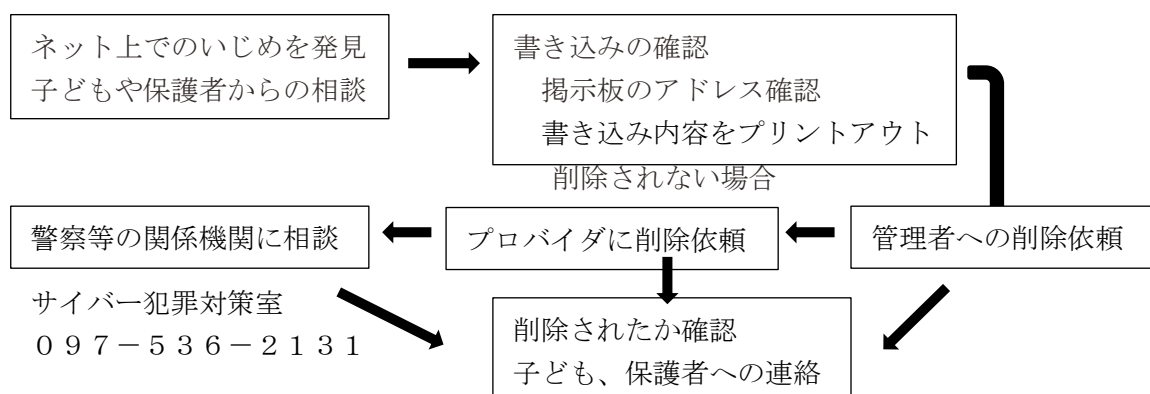 ネット上でのいじめを発見
子どもや保護者からの相談
書き込みの確認
掲示板のアドレス確認
書き込み内容をプリントアウト
削除されない場合
管理者への削除依頼
プロバイダに削除依頼
警察等の関係機関に相談
サイバー犯罪対策室
０９７－５３６－２１３１
削除されたか確認
子ども、保護者への連絡